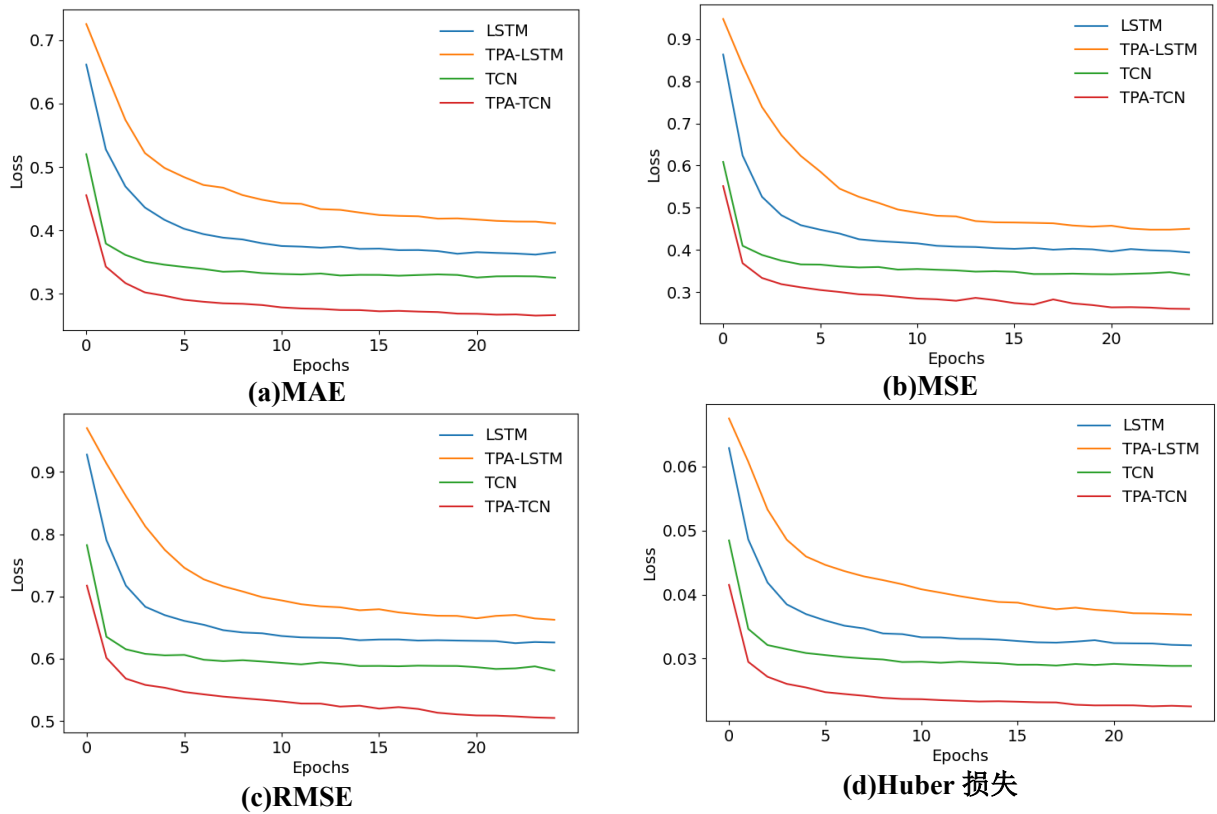 0.7
0.6
0.5
0.4
0.3
Loss
LSTM
TPA-LSTM
TCN
TPA-TCN
0 5 10 15 20
Epochs
(a)MAE
0.9
0.8
0.7
0.6
0.5
0.4
0.3
Loss
LSTM
TPA-LSTM
TCN
TPA-TCN
0 5 10 15 20
Epochs
(b)MSE
0.9
0.8
0.7
0.6
0.5
Loss
LSTM
TPA-LSTM
TCN
TPA-TCN
0 5 10 15 20
Epochs
(c)RMSE
0.06
0.05
0.04
0.03
Loss
LSTM
TPA-LSTM
TCN
TPA-TCN
0 5 10 15 20
Epochs
(d)Huber 损失